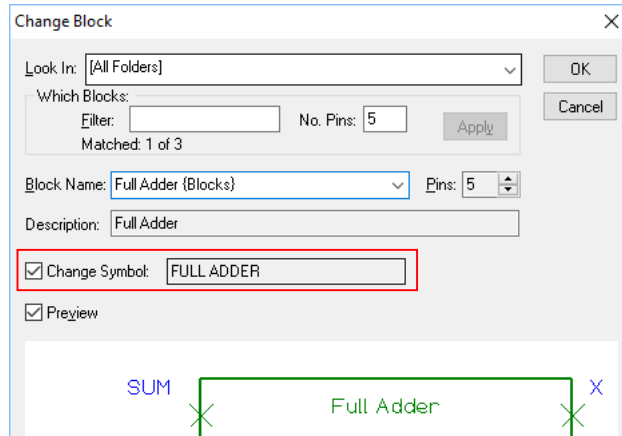 Change Block
Look In: [All Folders]
OK
Which Blocks:
Cancel
Filter: No. Pins: 5
Apply
Matched: 1 of 3
Block Name: Full Adder {Blocks} Pins: 5
Description: Full Adder
Change Symbol: FULL ADDER
Preview
SUM Full Adder X